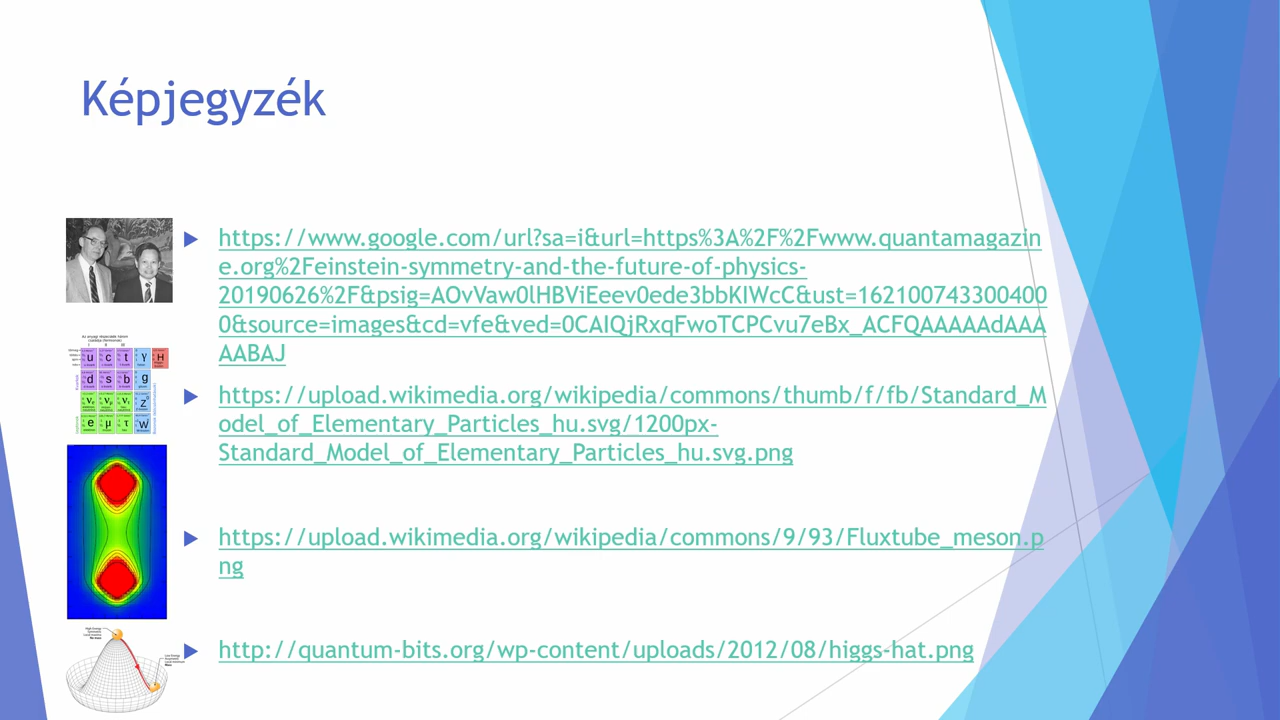 Képjegyzék
https://www.google.com/url?sa=i&url=https%3A%2F%2Fwww.quantamagazin
e.org%2Feinstein-symmetry-and-the-future-of-physics-
20190626%2F&psig=AOvVaw0lHBViEeev0ede3bbKIWcC&ust=162100743300400
0&source=images&cd=vfe&ved=0CAIQjRxqFwoTCPCvu7eBx_ACFQAAAAAdAAA
AABAJ
u c t γ H
d s b g
νe νμ ντ Z
e μ τ W
https://upload.wikimedia.org/wikipedia/commons/thumb/f/fb/Standard_M
odel_of_Elementary_Particles_hu.svg/1200px-
Standard_Model_of_Elementary_Particles_hu.svg.png
https://upload.wikimedia.org/wikipedia/commons/9/93/Fluxtube_meson.p
ng
http://quantum-bits.org/wp-content/uploads/2012/08/higgs-hat.png